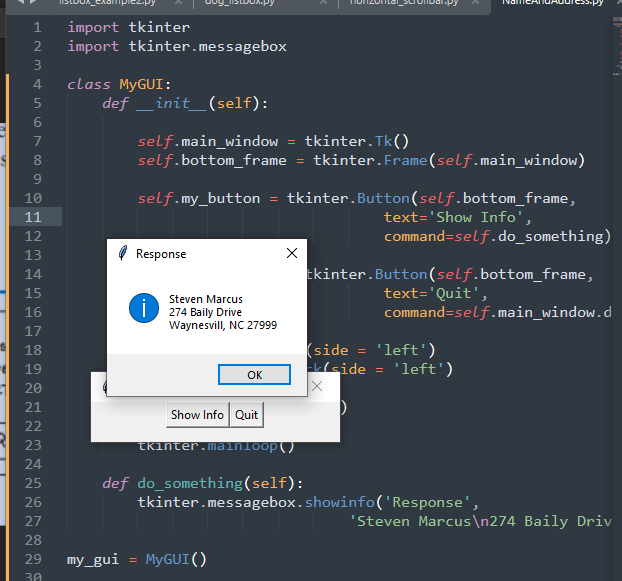 listbox_example2.py dog_listbox.py horizontal_scrollbar.py NameAndAddress.py
1 import tkinter
2 import tkinter.messagebox
3
4 class MyGUI:
5 def __init__(self):
6
7 self.main_window = tkinter.Tk()
8 self.bottom_frame = tkinter.Frame(self.main_window)
9
10 self.my_button = tkinter.Button(self.bottom_frame,
11 text='Show Info',
12 command=self.do_something)
13
Response
14 tkinter.Button(self.bottom_frame,
15 text='Quit',
16 command=self.main_window.d
Steven Marcus
274 Baily Drive
Waynesvill, NC 27999
17
18 (side = 'left')
19 k(side = 'left')
OK
20
21 )
Show Info Quit
22
23 tkinter.mainloop()
24
25 def do_something(self):
26 tkinter.messagebox.showinfo('Response',
27 'Steven Marcus\n274 Baily Driv
28
29 my_gui = MyGUI()
30